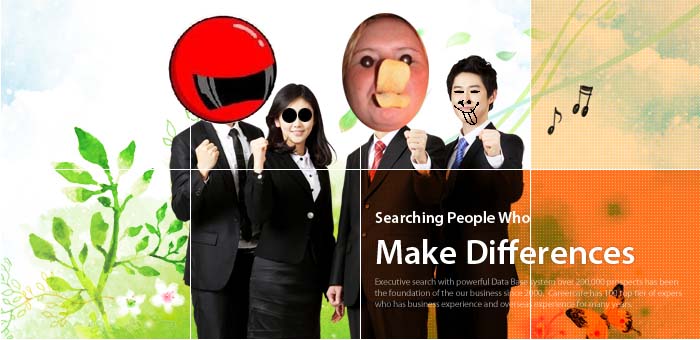 Searching People Who
Make Differences
Executive search with powerful Data Base system over 200,000 prospects has been
the foundation of the our business since 2000. Careercafe has 100 top tier of expers
who has business experience and overseas experience for many years.